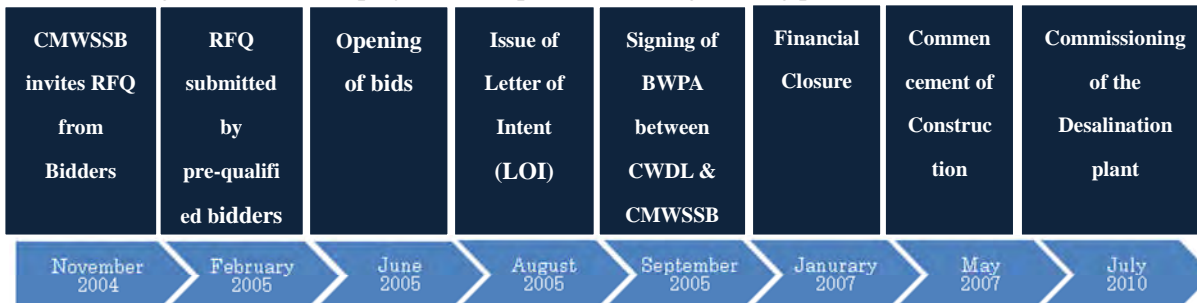 CMWSSB
invites RFQ
from
Bidders
RFQ
submitted
by
pre-qualifi
ed bidders
Opening
of bids
Issue of
Letter of
Intent
(LOI)
Signing of
BWPA
between
CWDL &
CMWSSB
Financial
Closure
Commen
cement of
Construc
tion
Commissioning
of the
Desalination
plant
November
2004
February
2005
June
2005
August
2005
September
2005
Janurary
2007
May
2007
July
2010